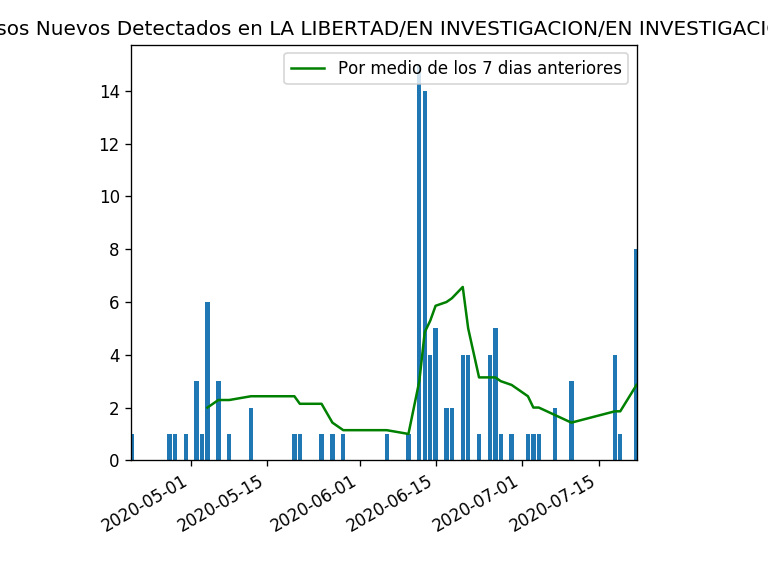 sos Nuevos Detectados en LA LIBERTAD/EN INVESTIGACION/EN INVESTIGACI
Por medio de los 7 dias anteriores
14
12
10
8
6
4
2
0
2020-05-01 2020-05-15 2020-06-01 2020-06-15 2020-07-01 2020-07-15